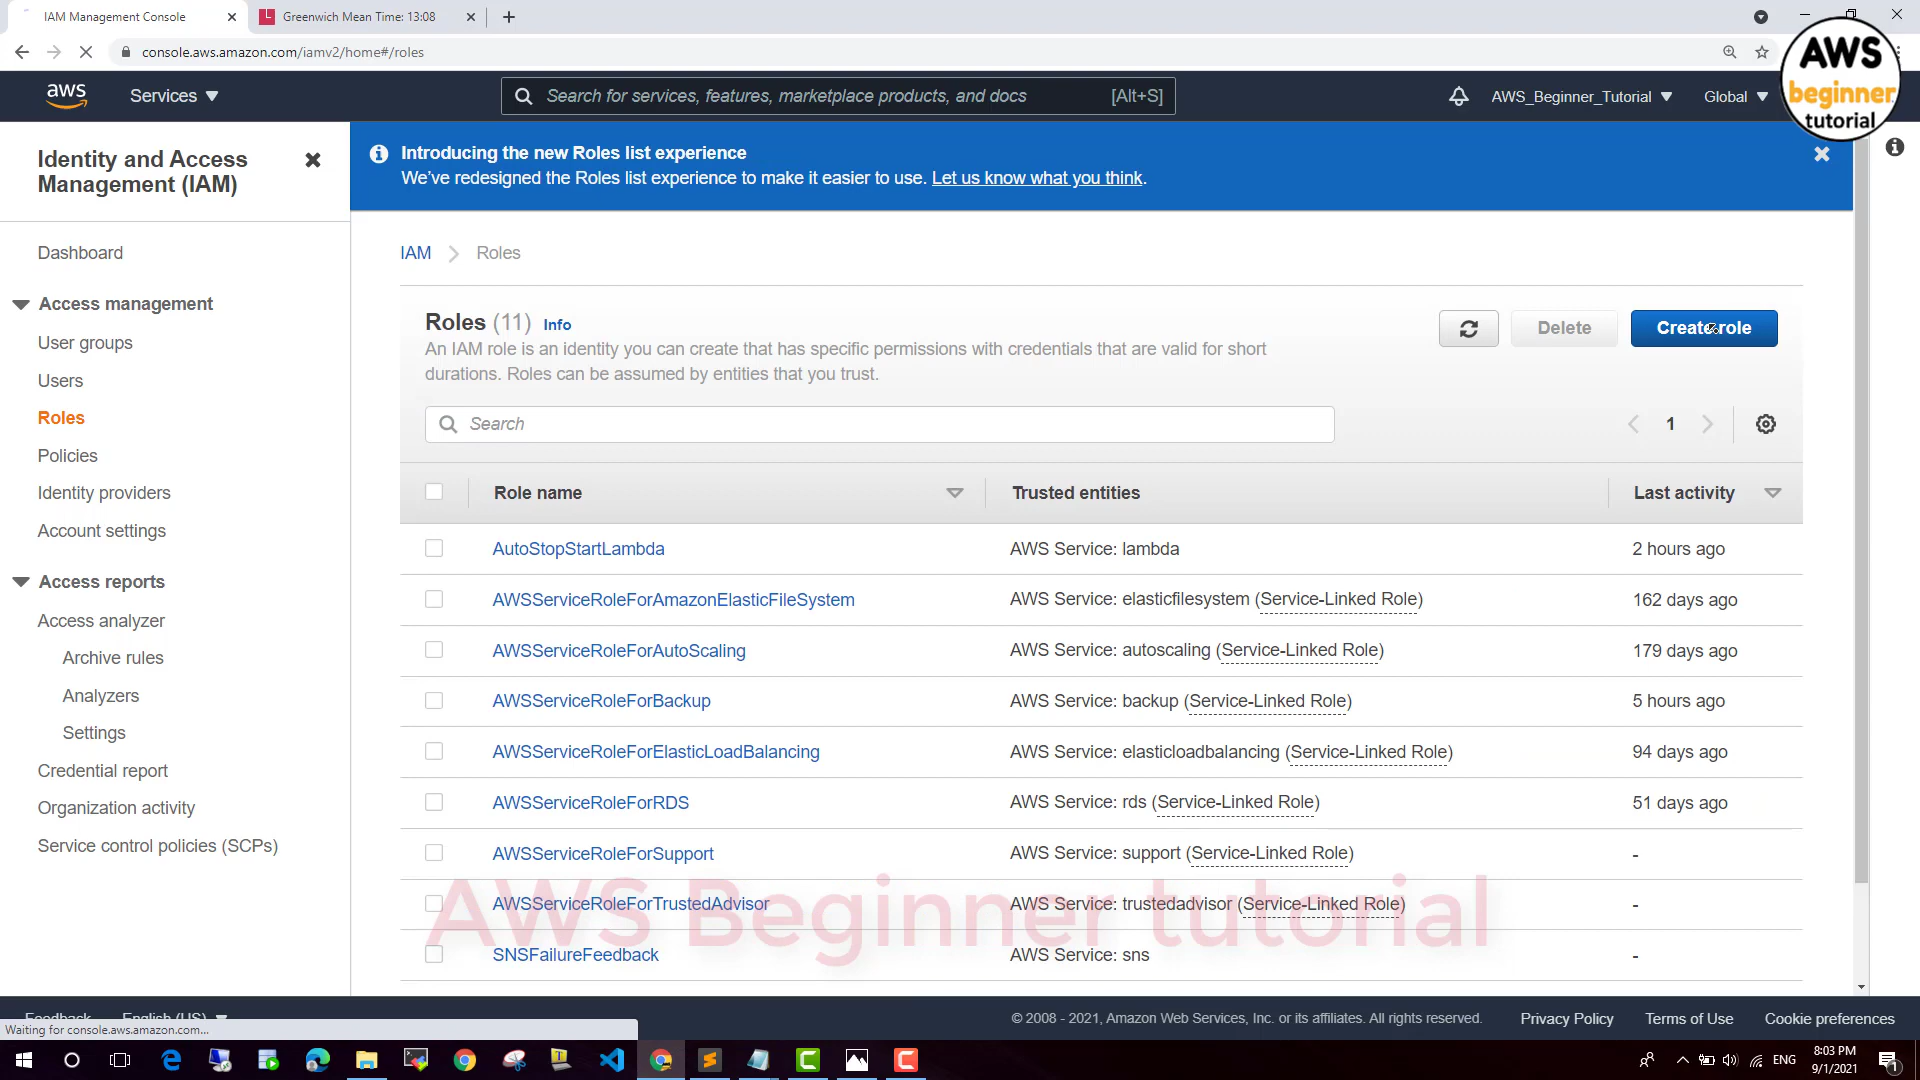 IAM Management Console
Greenwich Mean Time: 13:08
console.aws.amazon.com/iamv2/home#/roles
aws
Services
Search for services, features, marketplace products, and docs
[Alt+S]
AWS_Beginner_Tutorial
Global
AWS
beginner
tutorial
Identity and Access
Management (IAM)
Dashboard
Access management
User groups
Users
Roles
Policies
Identity providers
Account settings
Access reports
Access analyzer
Archive rules
Analyzers
Settings
Credential report
Organization activity
Service control policies (SCPs)
Introducing the new Roles list experience
We've redesigned the Roles list experience to make it easier to use. Let us know what you think.
IAM > Roles
Roles (11) Info
An IAM role is an identity you can create that has specific permissions with credentials that are valid for short
durations. Roles can be assumed by entities that you trust.
Delete
Create role
Search
1
Role name Trusted entities Last activity
AutoStopStartLambda AWS Service: lambda 2 hours ago
AWSServiceRoleForAmazonElasticFileSystem AWS Service: elasticfilesystem (Service-Linked Role) 162 days ago
AWSServiceRoleForAutoScaling AWS Service: autoscaling (Service-Linked Role) 179 days ago
AWSServiceRoleForBackup AWS Service: backup (Service-Linked Role) 5 hours ago
AWSServiceRoleForElasticLoadBalancing AWS Service: elasticloadbalancing (Service-Linked Role) 94 days ago
AWSServiceRoleForRDS AWS Service: rds (Service-Linked Role) 51 days ago
AWSServiceRoleForSupport AWS Service: support (Service-Linked Role) -
AWSServiceRoleForTrustedAdvisor AWS Service: trustedadvisor (Service-Linked Role) -
SNSFailureFeedback AWS Service: sns -
AWS Beginner tutorial
Feedback English (US)
© 2008 - 2021, Amazon Web Services, Inc. or its affiliates. All rights reserved. Privacy Policy Terms of Use Cookie preferences
Waiting for console.aws.amazon.com...
ENG
8:03 PM
9/1/2021
1